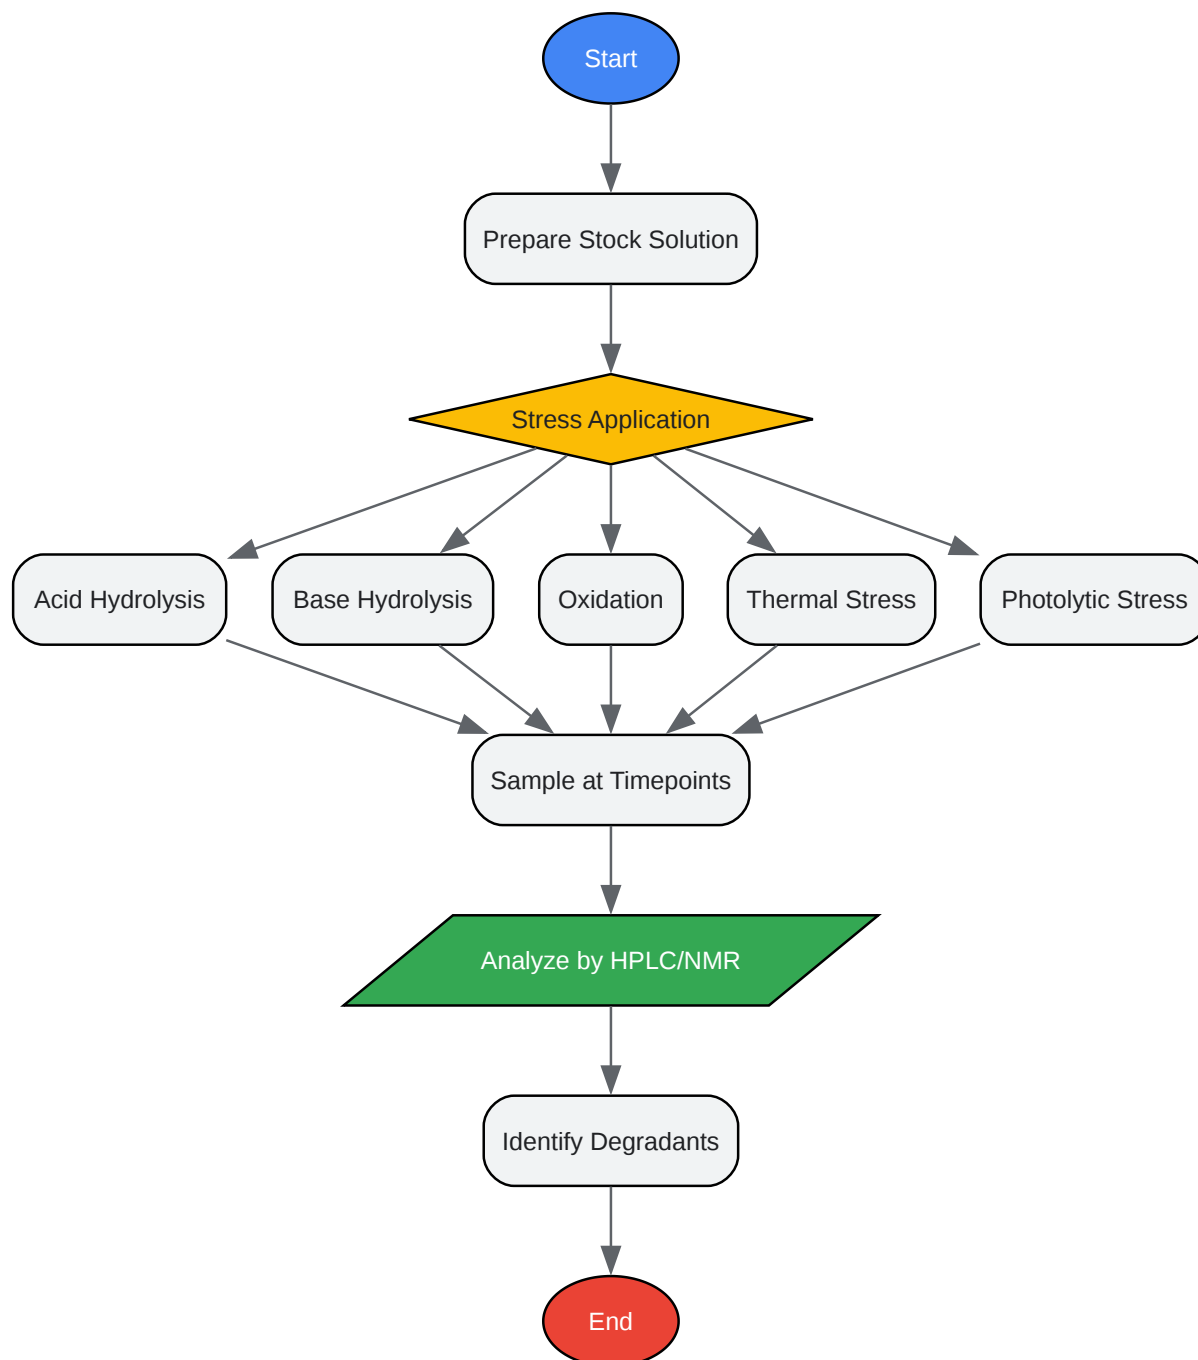 Start
Prepare Stock Solution
Stress Application
Acid Hydrolysis
Base Hydrolysis
Oxidation
Thermal Stress
Photolytic Stress
Sample at Timepoints
Analyze by HPLC/NMR
Identify Degradants
End